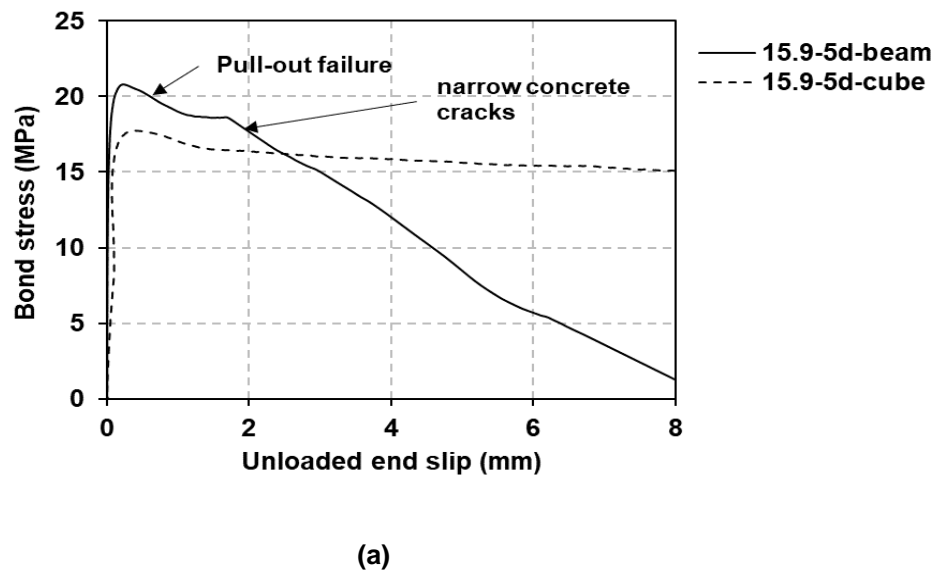 25
20
15
10
5
0
Bond stress (MPa)
Pull-out failure
narrow concrete
cracks
15.9-5d-beam
15.9-5d-cube
0 2 4 6 8
Unloaded end slip (mm)
(a)